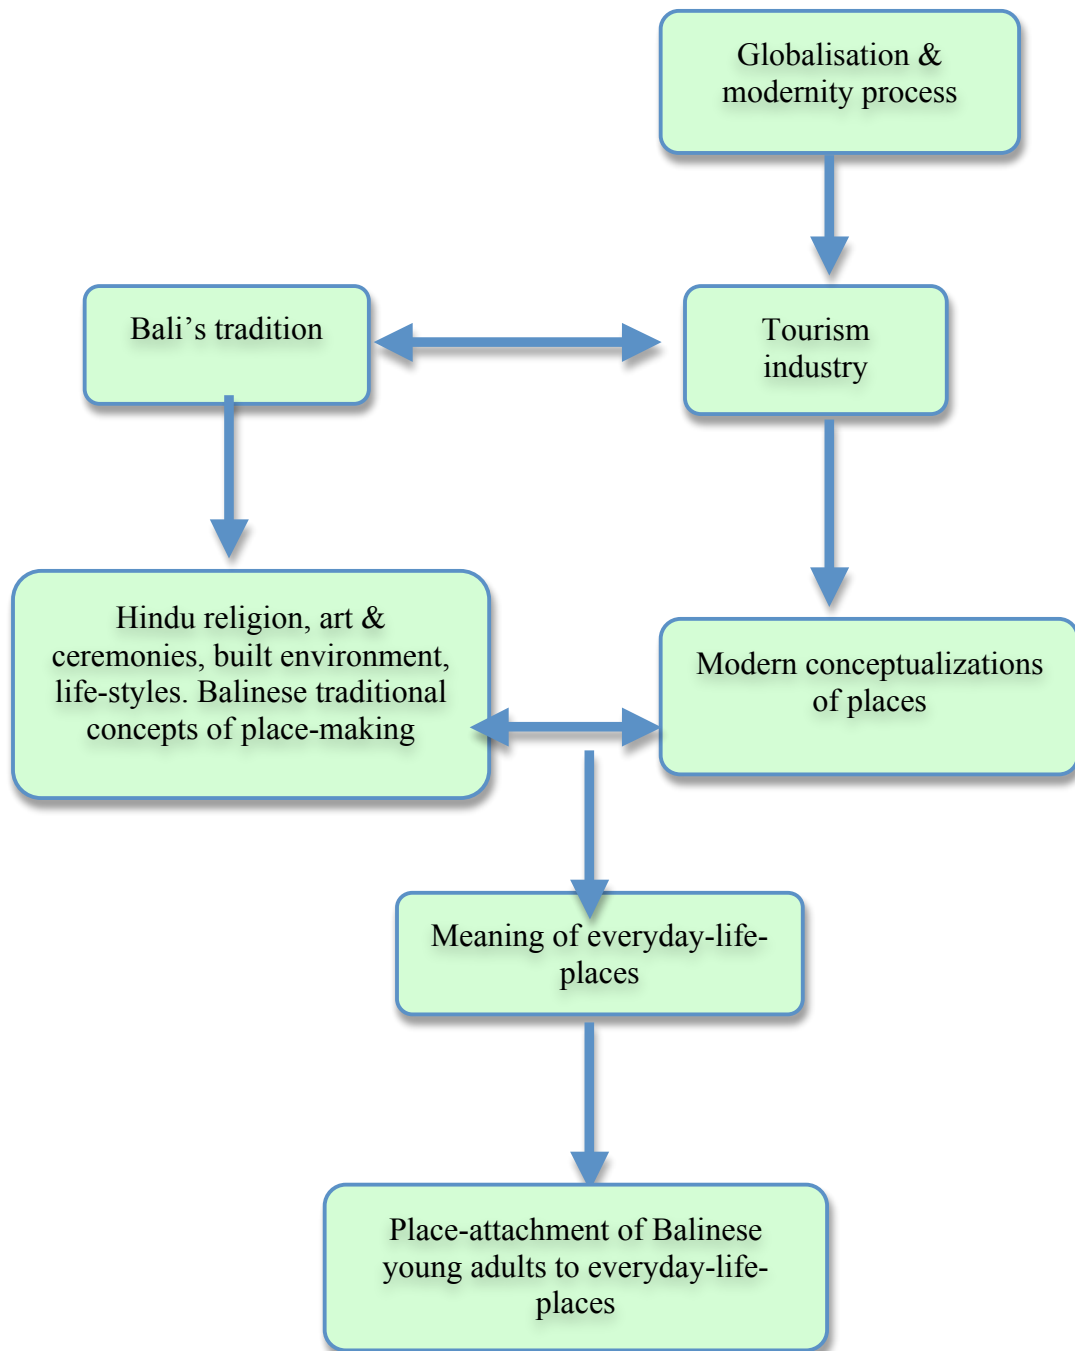 Globalisation &
modernity process
Bali’s tradition
Tourism
industry
Hindu religion, art &
ceremonies, built environment,
life-styles. Balinese traditional
concepts of place-making
Modern conceptualizations
of places
Meaning of everyday-life-
places
Place-attachment of Balinese
young adults to everyday-life-
places